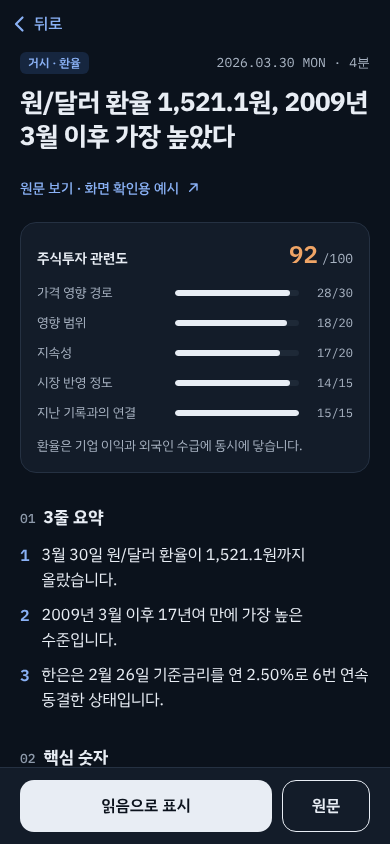 뒤로
거시 · 환율
2026.03.30 MON · 4분
원/달러 환율 1,521.1원, 2009년
3월 이후 가장 높았다
원문 보기 · 화면 확인용 예시 ↗
주식투자 관련도 92 /100
가격 영향 경로 28/30
영향 범위 18/20
지속성 17/20
시장 반영 정도 14/15
지난 기록과의 연결 15/15
환율은 기업 이익과 외국인 수급에 동시에 닿습니다.
01 3줄 요약
1 3월 30일 원/달러 환율이 1,521.1원까지
올랐습니다.
2 2009년 3월 이후 17년여 만에 가장 높은
수준입니다.
3 한은은 2월 26일 기준금리를 연 2.50%로 6번 연속
동결한 상태입니다.
02 핵심 숫자
읽음으로 표시
원문